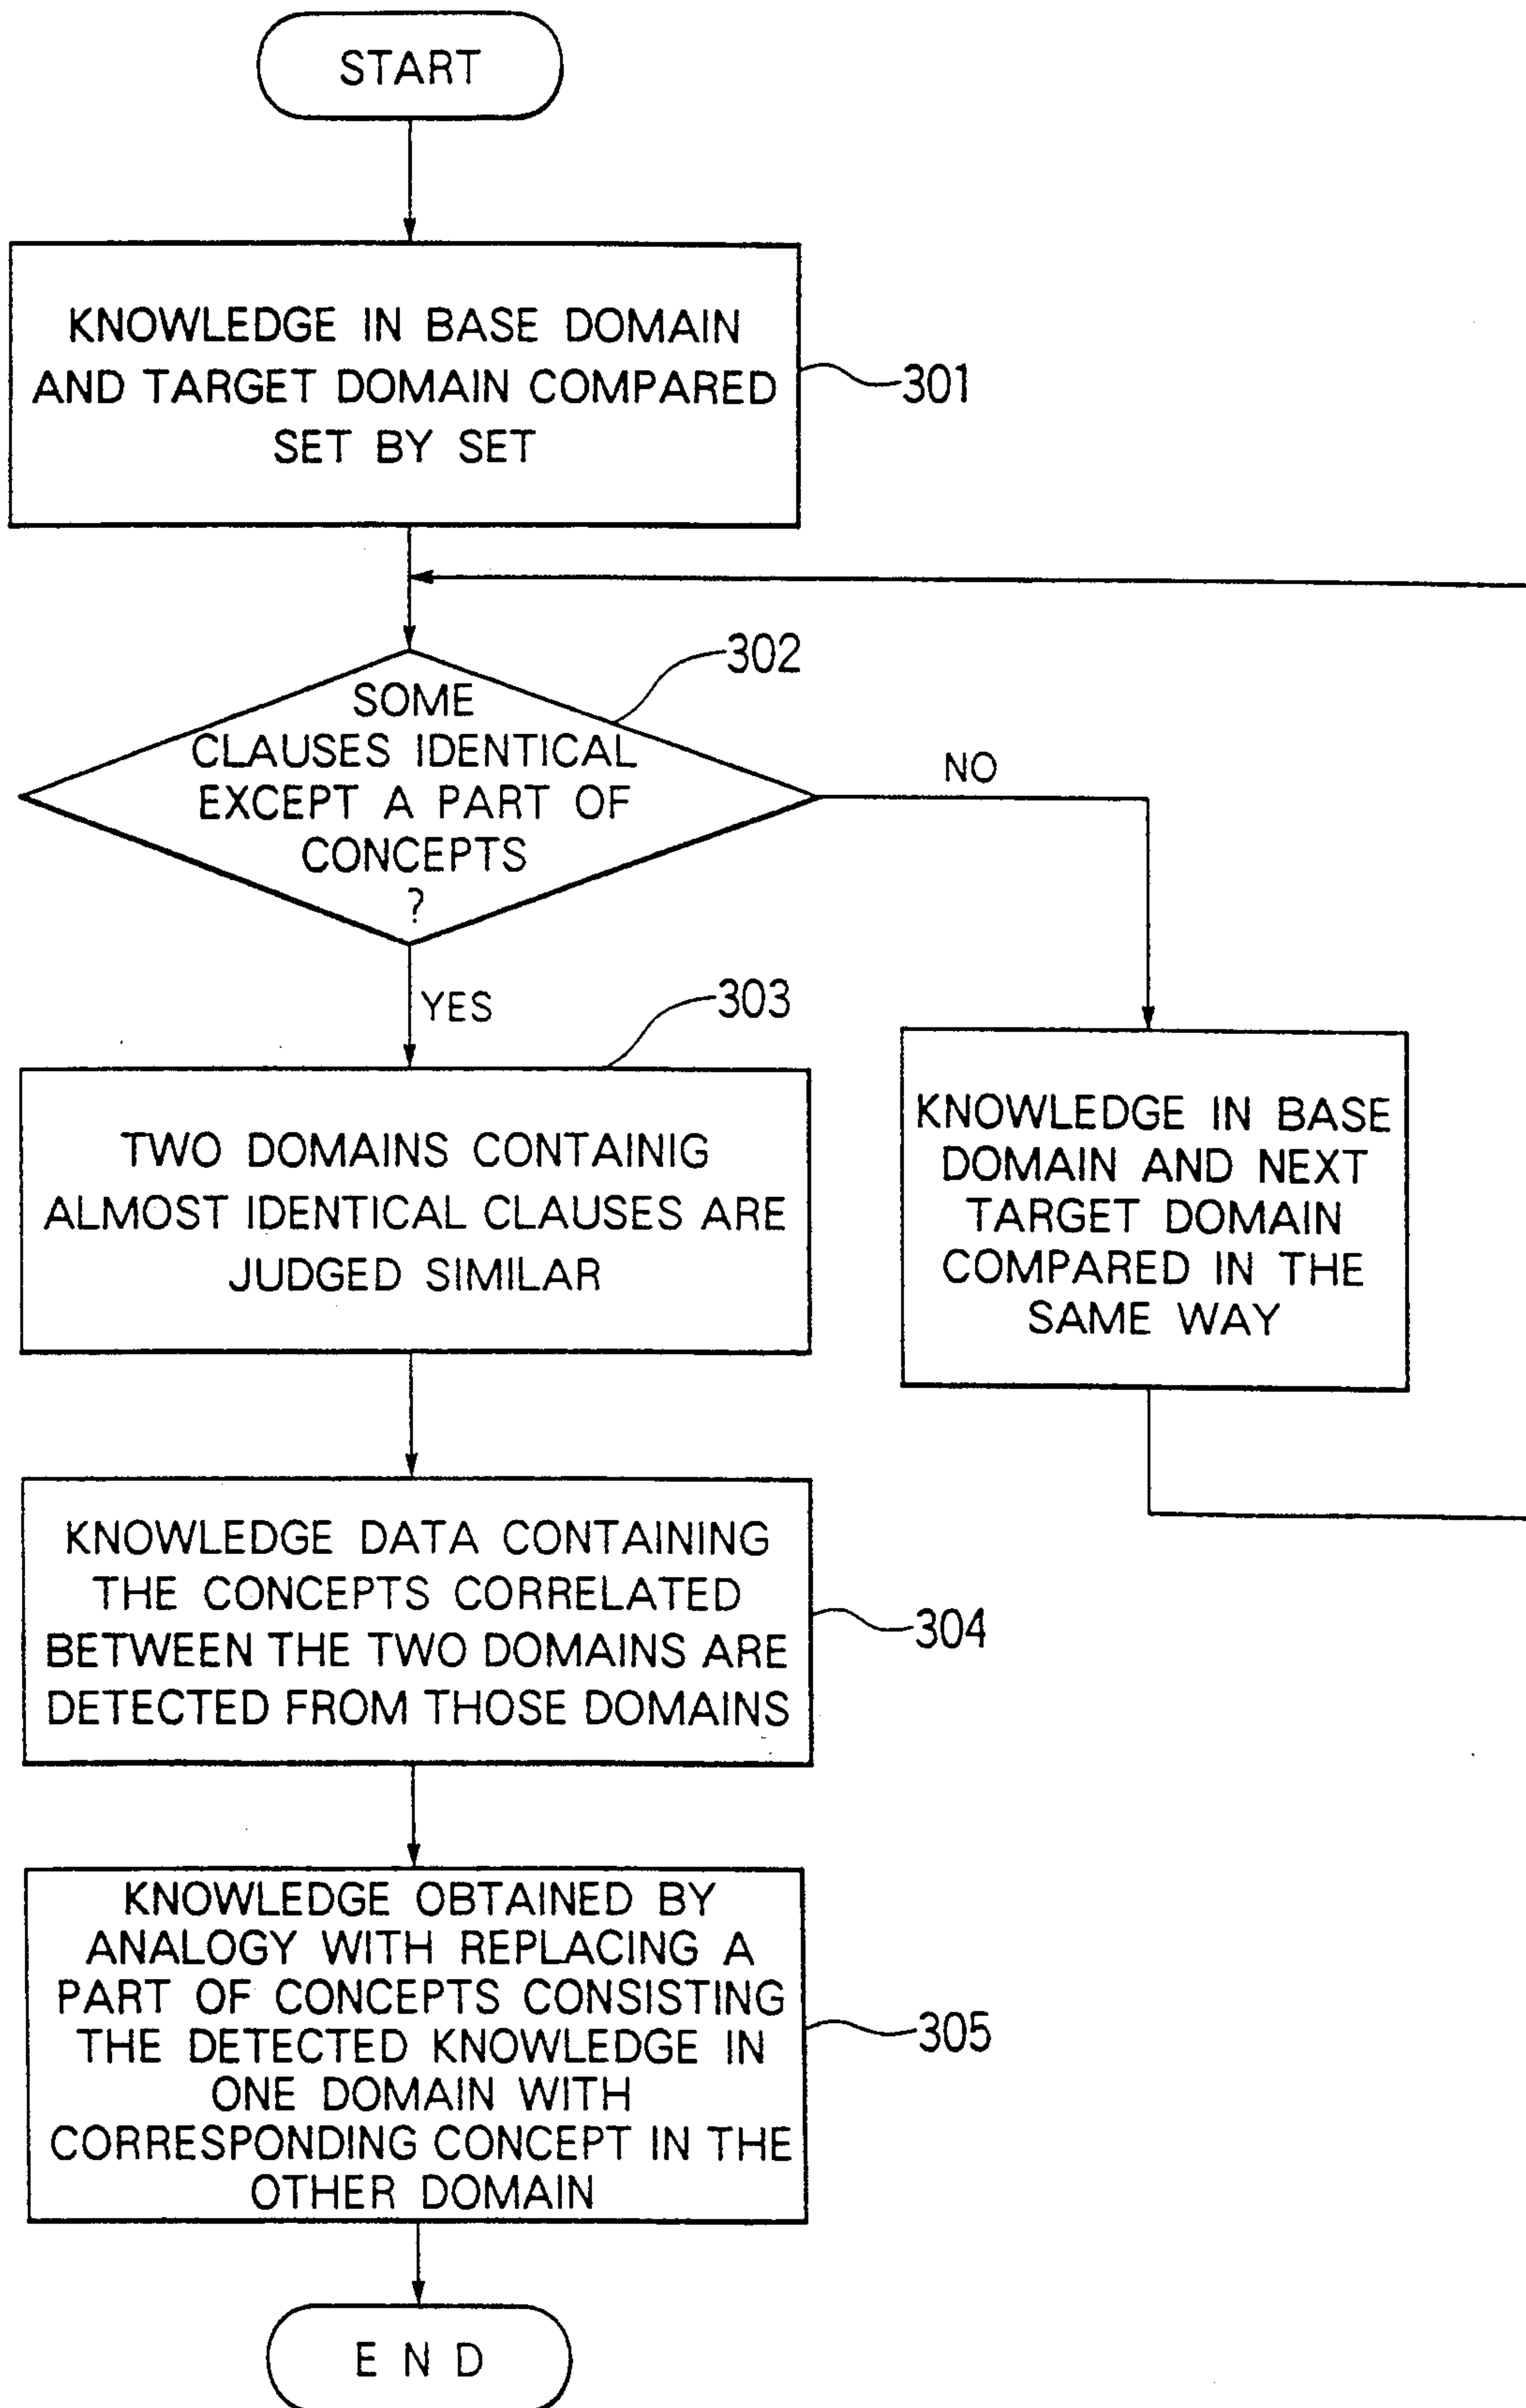 START
KNOWLEDGE IN BASE DOMAIN
AND TARGET DOMAIN COMPARED
SET BY SET
301
302
SOME
CLAUSES IDENTICAL
EXCEPT A PART OF
CONCEPTS
?
NO
YES
303
TWO DOMAINS CONTAINIG
ALMOST IDENTICAL CLAUSES ARE
JUDGED SIMILAR
KNOWLEDGE IN BASE
DOMAIN AND NEXT
TARGET DOMAIN
COMPARED IN THE
SAME WAY
KNOWLEDGE DATA CONTAINING
THE CONCEPTS CORRELATED
BETWEEN THE TWO DOMAINS ARE
DETECTED FROM THOSE DOMAINS
304
KNOWLEDGE OBTAINED BY
ANALOGY WITH REPLACING A
PART OF CONCEPTS CONSISTING
THE DETECTED KNOWLEDGE IN
ONE DOMAIN WITH
CORRESPONDING CONCEPT IN THE
OTHER DOMAIN
305
E N D